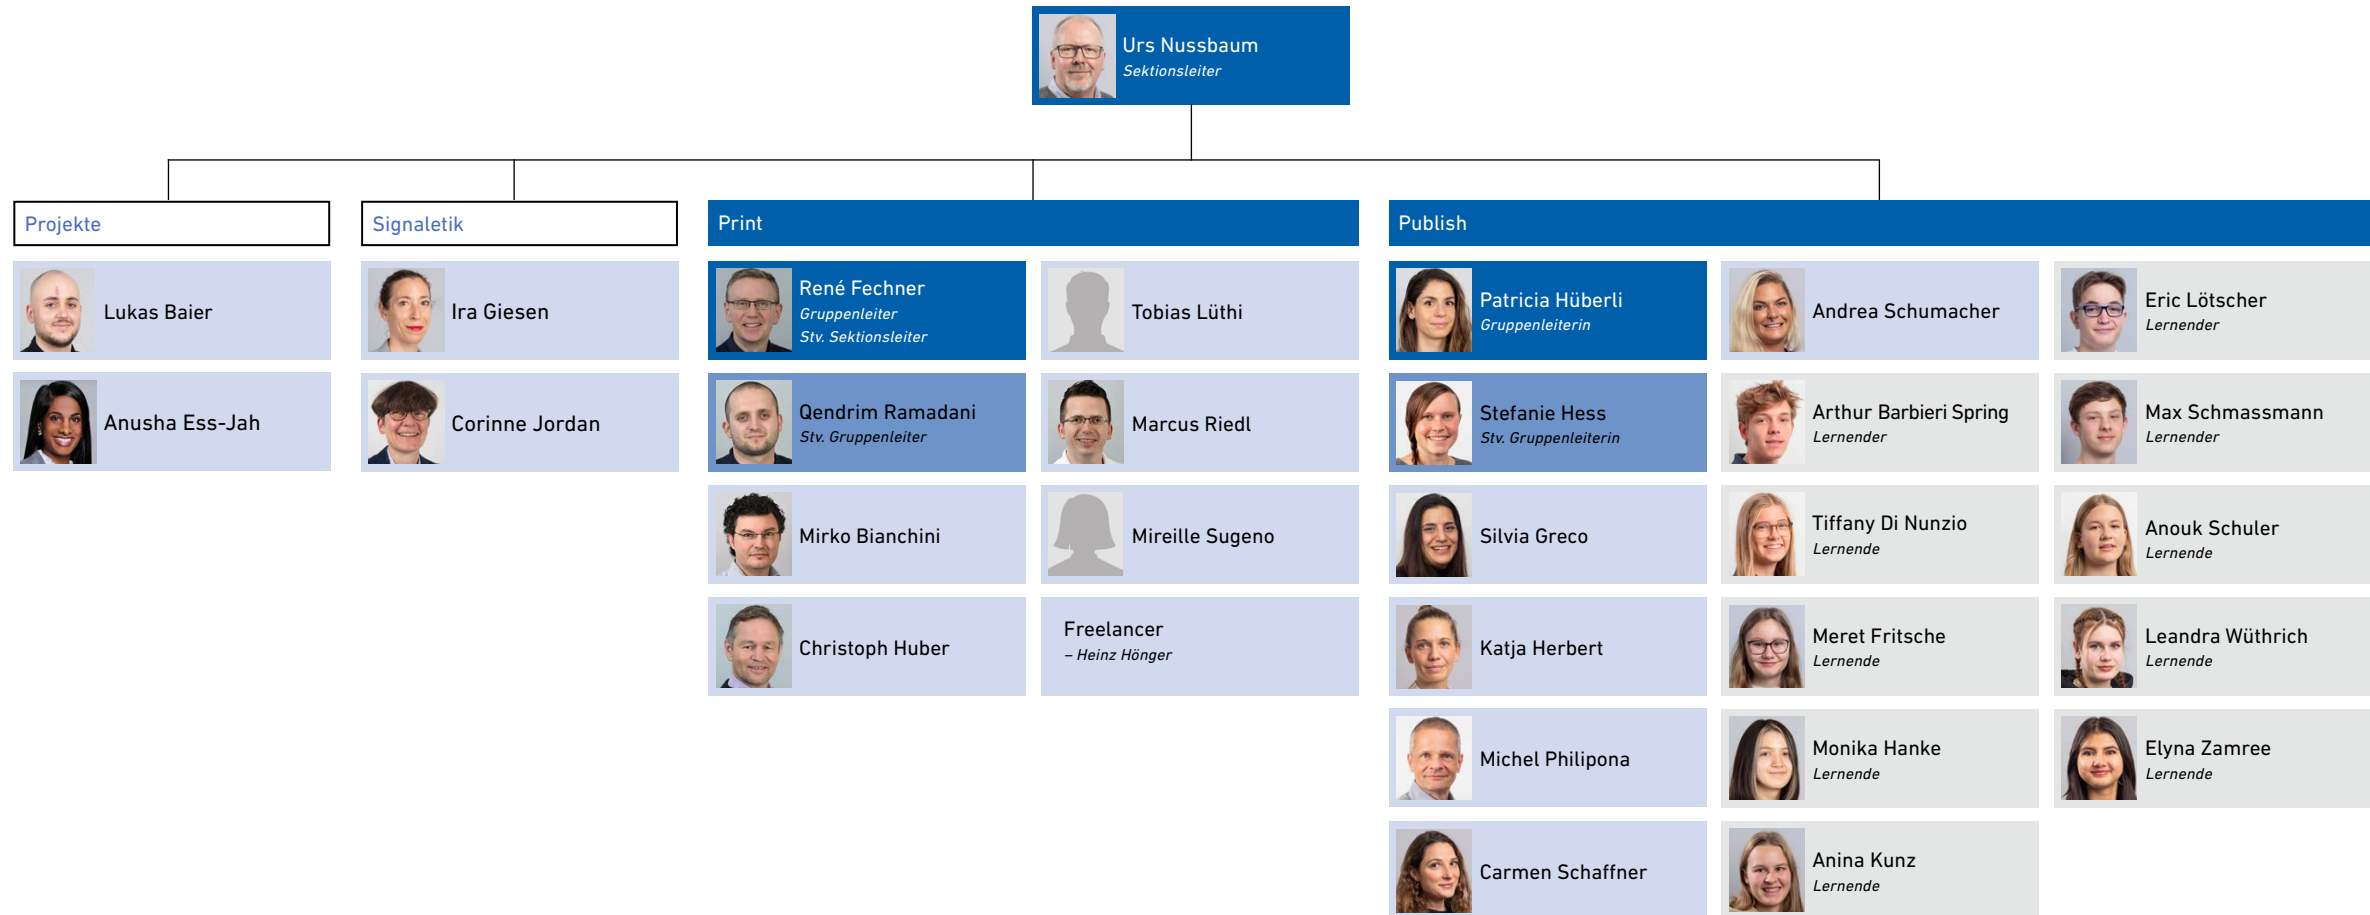 Urs Nussbaum
Sektionsleiter
Projekte
Lukas Baier
Anusha Ess-Jah
Signaletik
Ira Giesen
Corinne Jordan
Print
René Fechner
Gruppenleiter
Stv. Sektionsleiter
Qendrim Ramadani
Stv. Gruppenleiter
Mirko Bianchini
Christoph Huber
Tobias Lüthi
Marcus Riedl
Mireille Sugeno
Freelancer
– Heinz Hönger
Publish
Patricia Hüberli
Gruppenleiterin
Stefanie Hess
Stv. Gruppenleiterin
Silvia Greco
Katja Herbert
Michel Philipona
Carmen Schaffner
Andrea Schumacher
Arthur Barbieri Spring
Lernender
Tiffany Di Nunzio
Lernende
Meret Fritsche
Lernende
Monika Hanke
Lernende
Anina Kunz
Lernende
Eric Lötscher
Lernender
Max Schmassmann
Lernender
Anouk Schuler
Lernende
Leandra Wüthrich
Lernende
Elyna Zamree
Lernende